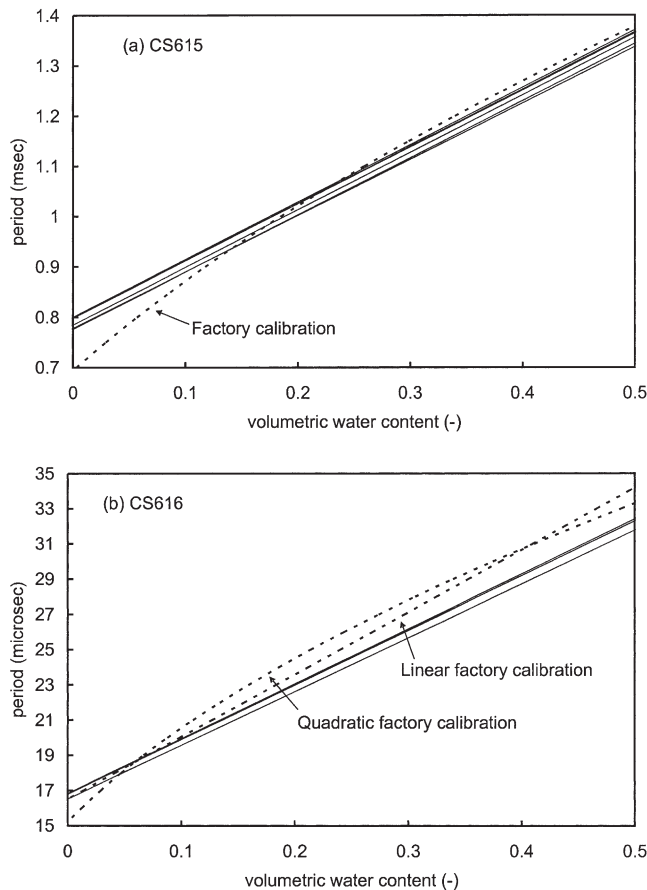 1.4
(a) CS615
1.3
1.2
1.1
1
0.9
0.8
0.7
period (msec)
Factory calibration
0 0.1 0.2 0.3 0.4 0.5
volumetric water content (-)
35
(b) CS616
33
31
29
27
25
23
21
19
17
15
period (microsec)
Linear factory calibration
Quadratic factory calibration
0 0.1 0.2 0.3 0.4 0.5
volumetric water content (-)